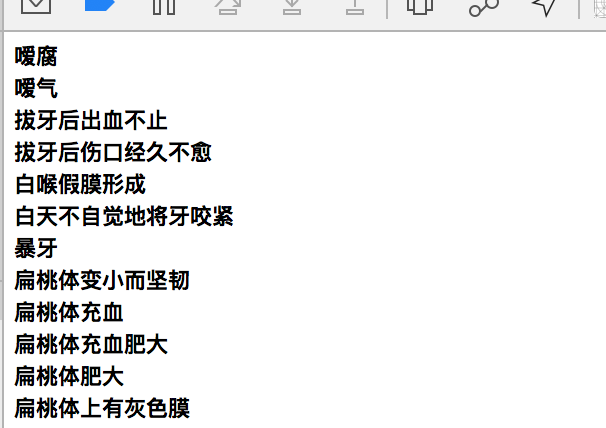 嗳腐
嗳气
拔牙后出血不止
拔牙后伤口经久不愈
白喉假膜形成
白天不自觉地将牙咬紧
暴牙
扁桃体变小而坚韧
扁桃体充血
扁桃体充血肥大
扁桃体肥大
扁桃体上有灰色膜